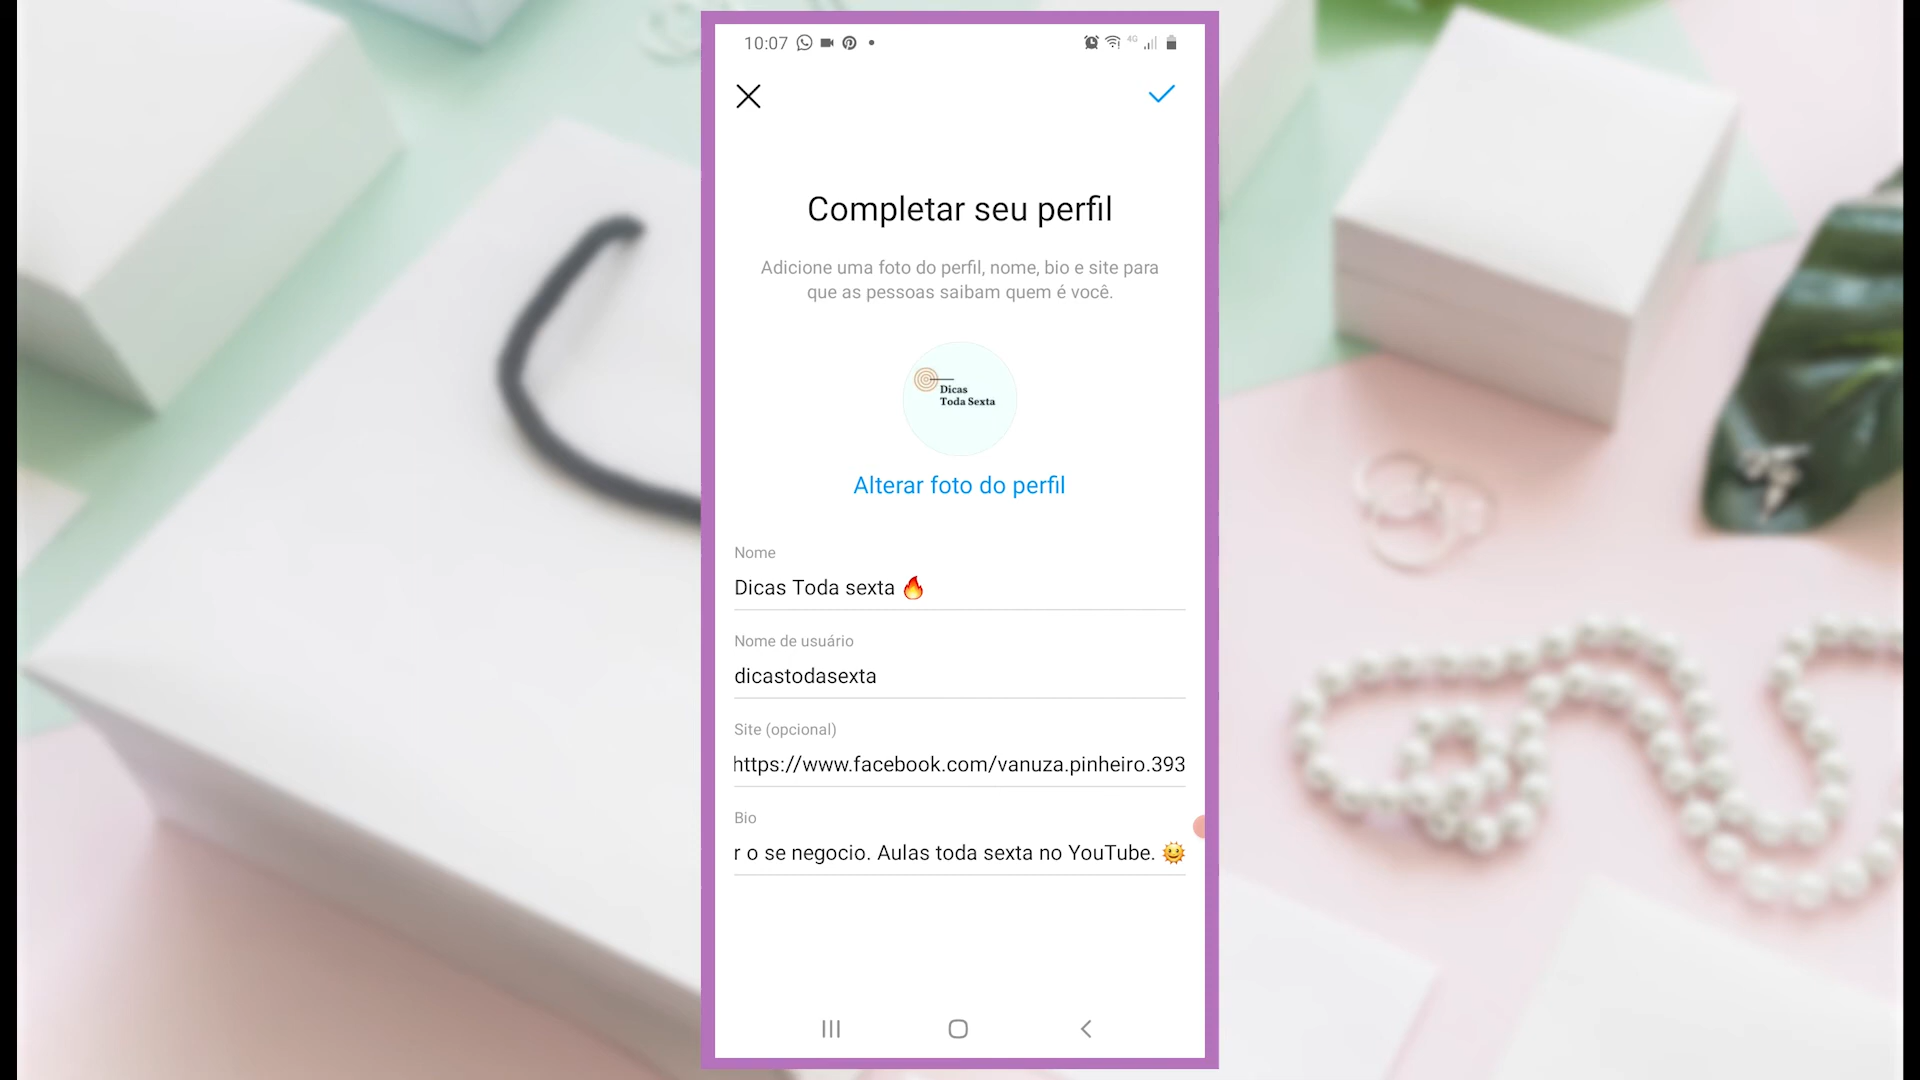 10:07
4G
Completar seu perfil
Adicione uma foto do perfil, nome, bio e site para
que as pessoas saibam quem é você.
Dicas
Toda Sexta
Alterar foto do perfil
Nome
Dicas Toda sexta 🔥
Nome de usuário
dicastodasexta
Site (opcional)
https://www.facebook.com/vanuza.pinheiro.393
Bio
r o se negocio. Aulas toda sexta no YouTube. 🌞